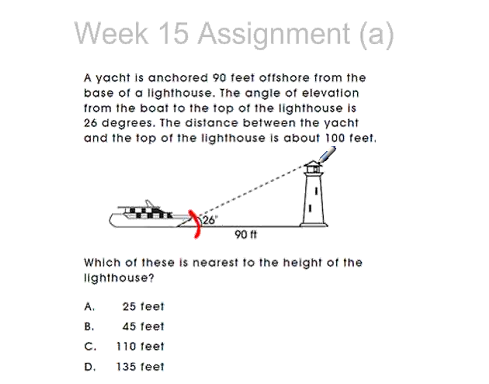 Week 15 Assignment (a)
A yacht is anchored 90 feet offshore from the
base of a lighthouse. The angle of elevation
from the boat to the top of the lighthouse is
26 degrees. The distance between the yacht
and the top of the lighthouse is about 100 feet.
26°
90 ft
Which of these is nearest to the height of the
lighthouse?
A. 25 feet
B. 45 feet
C. 110 feet
D. 135 feet